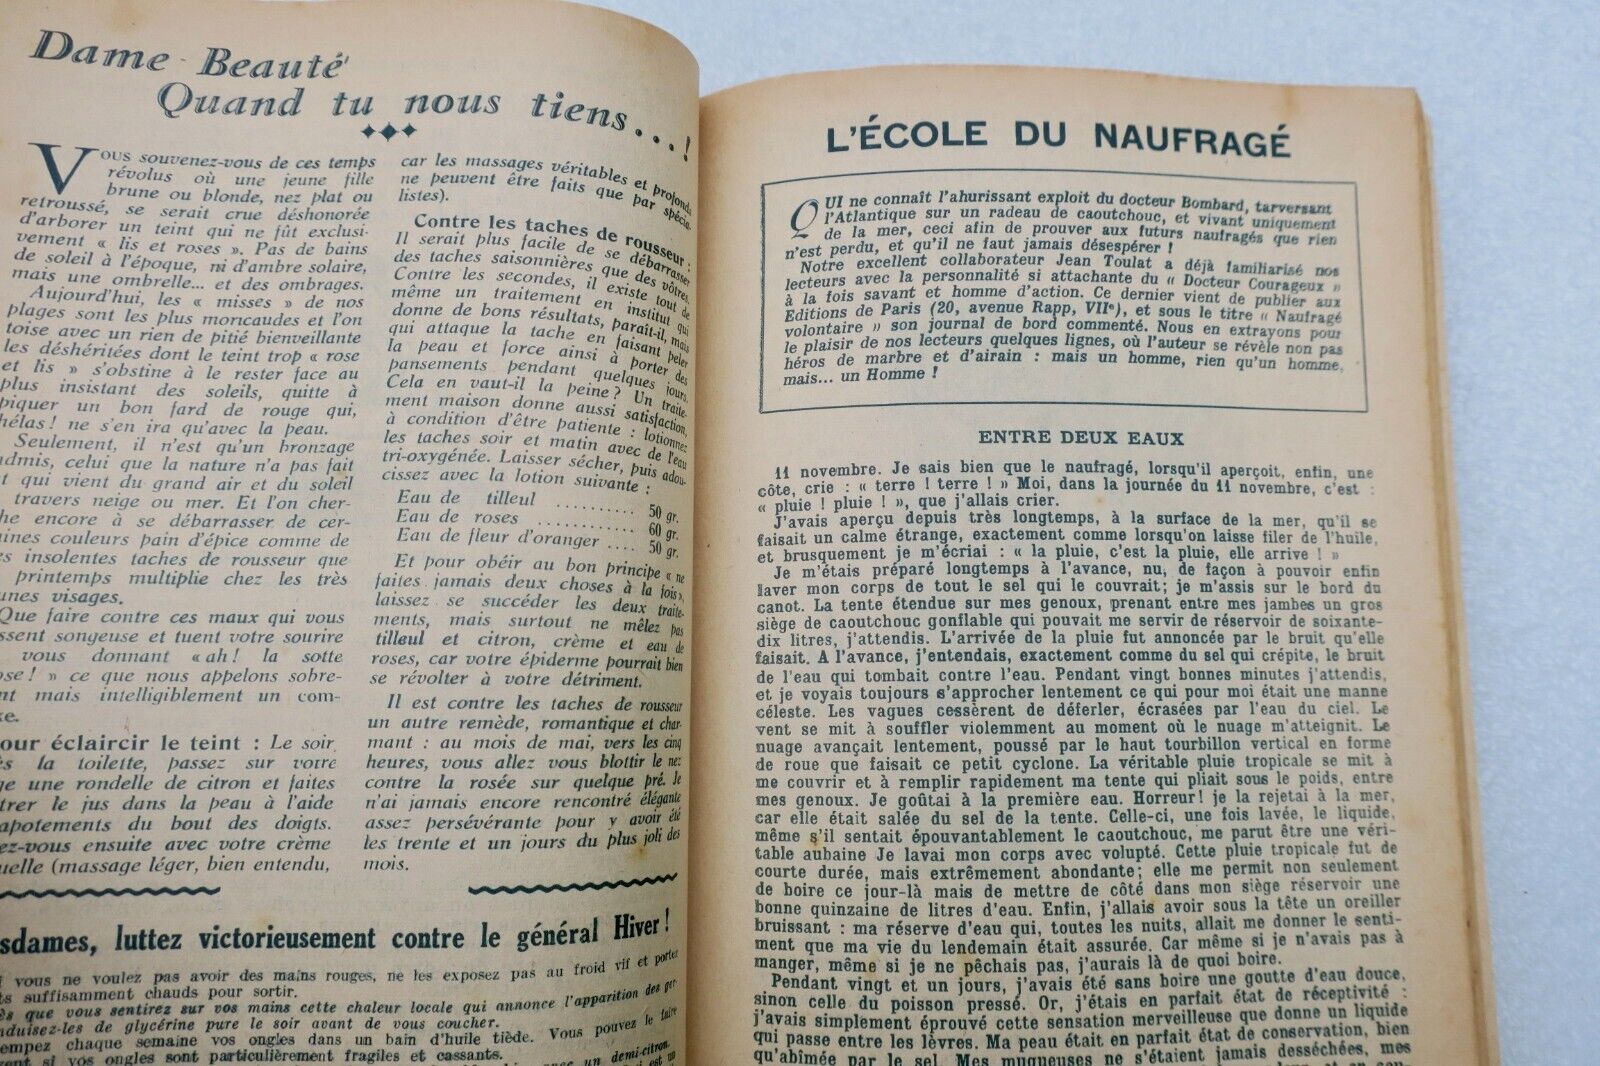 Dame Beauté
Quand tu nous tiens...!
Vous souvenez-vous de ces temps
révolus où une jeune fille
brune ou blonde, nez plat ou
retroussé, se serait crue déshonorée
d'arborer un teint qui ne fût exclusi-
vement « lis et roses ». Pas de bains
de soleil à l'époque, ni d'ambre solaire,
mais une ombrelle... et des ombrages.
Aujourd'hui, les « misses » de nos
plages sont les plus moricaudes et l'on
toise avec un rien de pitié bienveillante
les déshéritées dont le teint trop « rose
et lis » s'obstine à le rester face au
plus insistant des soleils, quitte à
piquer un bon fard de rouge qui,
hélas! ne s'en ira qu'avec la peau.
Seulement, il n'est qu'un bronzage
admis, celui que la nature n'a pas fait
t qui vient du grand air et du soleil
travers neige ou mer. Et l'on cher-
he encore à se débarrasser de cer-
aines couleurs pain d'épice comme de
es insolentes taches de rousseur que
printemps multiplie chez les très
unes visages.
Que faire contre ces maux qui vous
issent songeuse et tuent votre sourire
vous donnant « ah! la sotte
ose! » ce que nous appelons sobre-
ent mais intelligiblement un com-
xe.
our éclaircir le teint : Le soir,
ès la toilette, passez sur votre
ge une rondelle de citron et faites
trer le jus dans la peau à l'aide
apotements du bout des doigts.
ez-vous ensuite avec votre crème
uelle (massage léger, bien entendu,
car les massages véritables et profonds
ne peuvent être faits que par spécia-
listes).
Contre les taches de rousseur :
Il serait plus facile de se débarrasser
des taches saisonnières que des vôtres.
Contre les secondes, il existe tout de
même un traitement en institut qui
donne de bons résultats, paraît-il, mais
qui attaque la tache en faisant peler
la peau et force ainsi à porter des
pansements pendant quelques jours.
Cela en vaut-il la peine? Un traite-
ment maison donne aussi satisfaction,
à condition d'être patiente : lotionnez
les taches soir et matin avec de l'eau
tri-oxygénée. Laisser sécher, puis adou-
cissez avec la lotion suivante :
Eau de tilleul .......... 50 gr.
Eau de roses .......... 60 gr.
Eau de fleur d'oranger .... 50 gr.
Et pour obéir au bon principe « ne
faites jamais deux choses à la fois»,
laissez se succéder les deux traite-
ments, mais surtout ne mêlez pas
tilleul et citron, crème et eau de
roses, car votre épiderme pourrait bien
se révolter à votre détriment.
Il est contre les taches de rousseur
un autre remède, romantique et char-
mant : au mois de mai, vers les cinq
heures, vous allez vous blottir le nez
contre la rosée sur quelque pré. Je
n'ai jamais encore rencontré élégante
assez persévérante pour y avoir été
les trente et un jours du plus joli des
mois.
sdames, luttez victorieusement contre le général Hiver !
i vous ne voulez pas avoir des mains rouges, ne les exposez pas au froid vif et portez
ts suffisamment chauds pour sortir.
ès que vous sentirez sur vos mains cette chaleur locale qui annonce l'apparition des ger-
nduisez-les de glycérine pure le soir avant de vous coucher.
empez chaque semaine vos ongles dans un bain d'huile tiède. Vous pouvez le faire
ent si vos ongles sont particulièrement fragiles et cassants.
un demi-citron.
L'ÉCOLE DU NAUFRAGÉ
QUI ne connaît l'ahurissant exploit du docteur Bombard, tarversant
l'Atlantique sur un radeau de caoutchouc, et vivant uniquement
de la mer, ceci afin de prouver aux futurs naufragés que rien
n'est perdu, et qu'il ne faut jamais désespérer !
Notre excellent collaborateur Jean Toulat a déjà familiarisé nos
lecteurs avec la personnalité si attachante du « Docteur Courageux »
à la fois savant et homme d'action. Ce dernier vient de publier aux
Editions de Paris (20, avenue Rapp, VIIe), et sous le titre « Naufragé
volontaire » son journal de bord commenté. Nous en extrayons pour
le plaisir de nos lecteurs quelques lignes, où l'auteur se révèle non pas
héros de marbre et d'airain : mais un homme, rien qu'un homme,
mais... un Homme !
ENTRE DEUX EAUX
11 novembre. Je sais bien que le naufragé, lorsqu'il aperçoit, enfin, une
côte, crie : « terre ! terre ! » Moi, dans la journée du 11 novembre, c'est :
« pluie ! pluie ! », que j'allais crier.
J'avais aperçu depuis très longtemps, à la surface de la mer, qu'il se
faisait un calme étrange, exactement comme lorsqu'on laisse filer de l'huile,
et brusquement je m'écriai : « la pluie, c'est la pluie, elle arrive ! »
Je m'étais préparé longtemps à l'avance, nu, de façon à pouvoir enfin
laver mon corps de tout le sel qui le couvrait; je m'assis sur le bord du
canot. La tente étendue sur mes genoux, prenant entre mes jambes un gros
siège de caoutchouc gonflable qui pouvait me servir de réservoir de soixante-
dix litres, j'attendis. L'arrivée de la pluie fut annoncée par le bruit qu'elle
faisait. A l'avance, j'entendais, exactement comme du sel qui crépite, le bruit
de l'eau qui tombait contre l'eau. Pendant vingt bonnes minutes j'attendis,
et je voyais toujours s'approcher lentement ce qui pour moi était une manne
céleste. Les vagues cessèrent de déferler, écrasées par l'eau du ciel. Le
vent se mit à souffler violemment au moment où le nuage m'atteignit. Le
nuage avançait lentement, poussé par le haut tourbillon vertical en forme
de roue que faisait ce petit cyclone. La véritable pluie tropicale se mit à
me couvrir et à remplir rapidement ma tente qui pliait sous le poids, entre
mes genoux. Je goûtai à la première eau. Horreur! je la rejetai à la mer,
car elle était salée du sel de la tente. Celle-ci, une fois lavée, le liquide,
même s'il sentait épouvantablement le caoutchouc, me parut être une véri-
table aubaine Je lavai mon corps avec volupté. Cette pluie tropicale fut de
courte durée, mais extrêmement abondante; elle me permit non seulement
de boire ce jour-là mais de mettre de côté dans mon siège réservoir une
bonne quinzaine de litres d'eau. Enfin, j'allais avoir sous la tête un oreiller
bruissant : ma réserve d'eau qui, toutes les nuits, allait me donner le senti-
ment que ma vie du lendemain était assurée. Car même si je n'avais pas à
manger, même si je ne pêchais pas, j'aurais là de quoi boire.
Pendant vingt et un jours, j'avais été sans boire une goutte d'eau douce,
sinon celle du poisson pressé. Or, j'étais en parfait état de réceptivité :
j'avais simplement éprouvé cette sensation merveilleuse que donne un liquide
qui passe entre les lèvres. Ma peau était en parfait état de conservation, bien
qu'abîmée par le sel. Mes muqueuses ne s'étaient jamais desséchées, mes